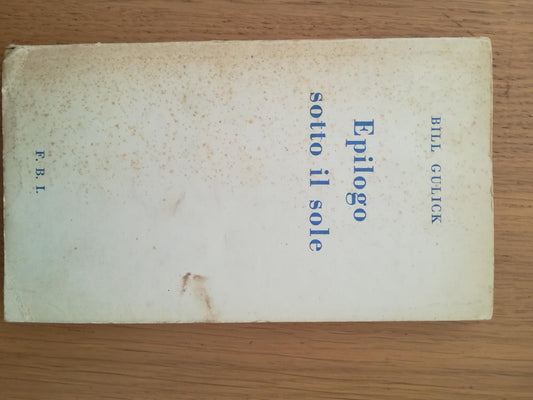 BILL GULICK
Epilogo
sotto il sole
F. B. I.